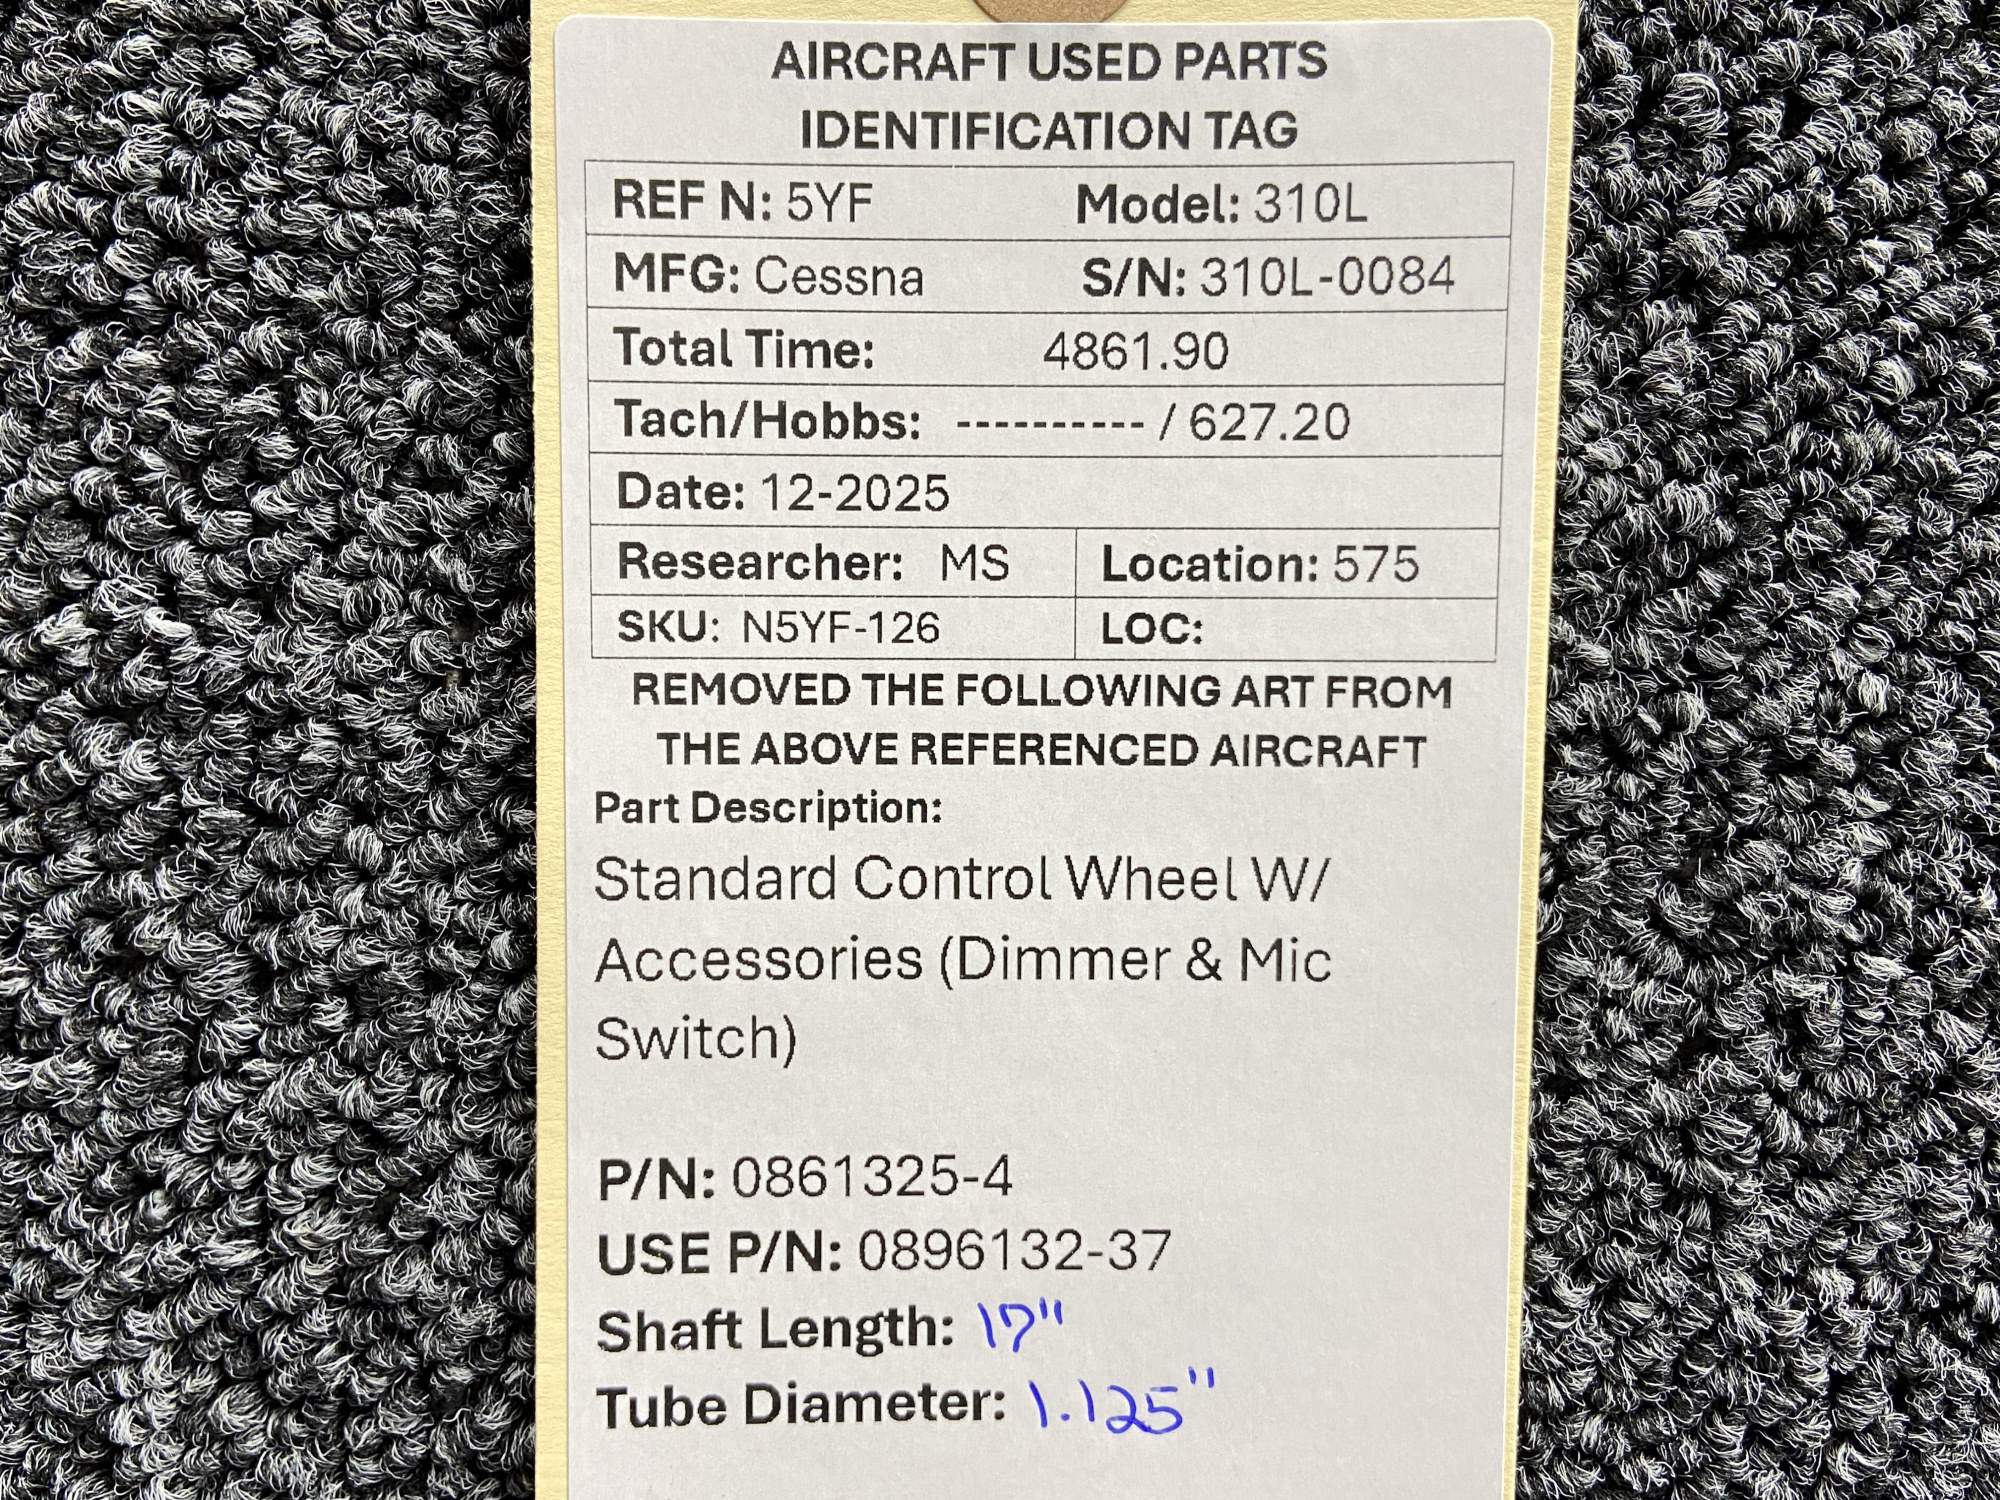 AIRCRAFT USED PARTS
IDENTIFICATION TAG
REF N: 5YF Model: 310L
MFG: Cessna S/N: 310L-0084
Total Time: 4861.90
Tach/Hobbs: ---------- / 627.20
Date: 12-2025
Researcher: MS Location: 575
SKU: N5YF-126 LOC:
REMOVED THE FOLLOWING ART FROM
THE ABOVE REFERENCED AIRCRAFT
Part Description:
Standard Control Wheel W/
Accessories (Dimmer & Mic
Switch)
P/N: 0861325-4
USE P/N: 0896132-37
Shaft Length: 17"
Tube Diameter: 1.125"